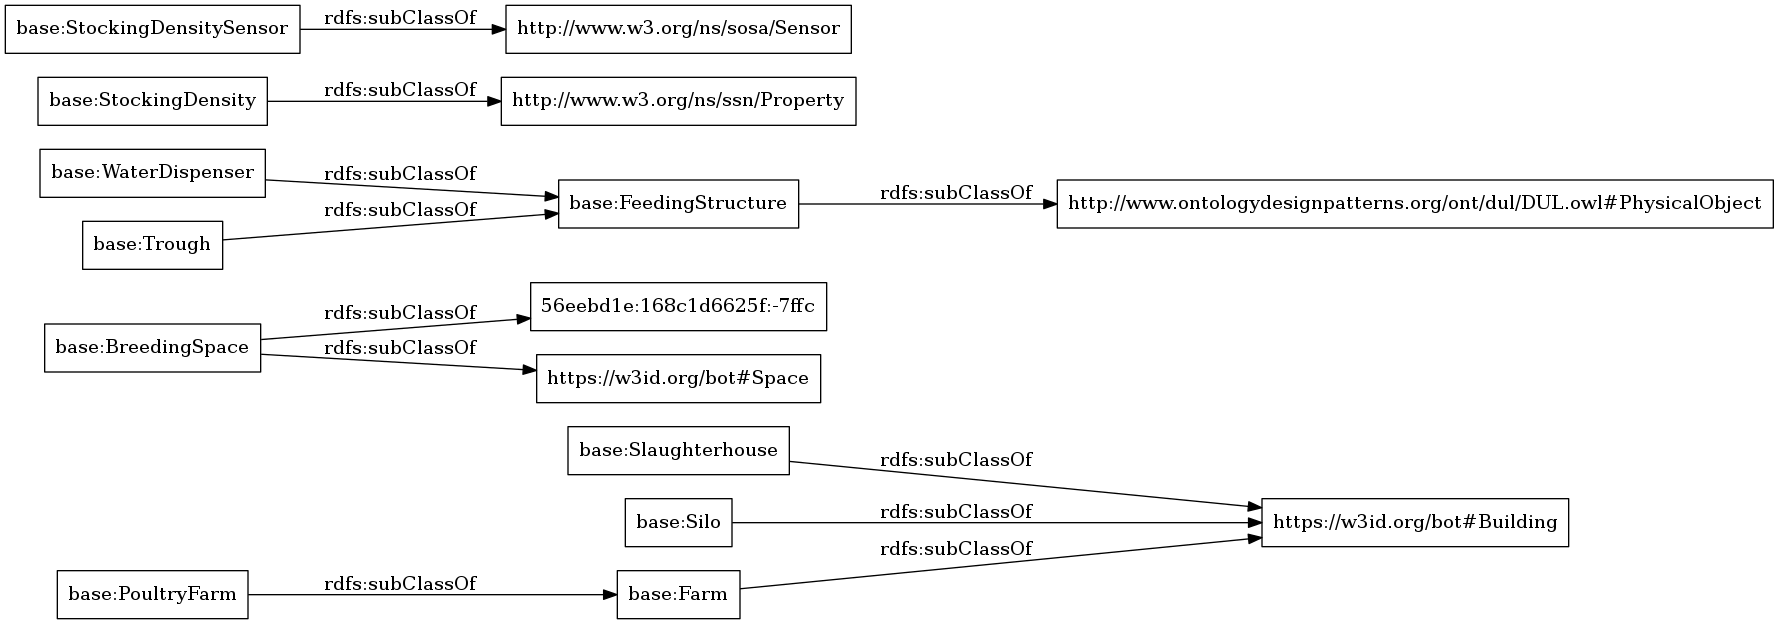 base:StockingDensitySensor rdfs:subClassOf http://www.w3.org/ns/sosa/Sensor
base:StockingDensity rdfs:subClassOf http://www.w3.org/ns/ssn/Property
base:WaterDispenser rdfs:subClassOf
base:FeedingStructure rdfs:subClassOf http://www.ontologydesignpatterns.org/ont/dul/DUL.owl#PhysicalObject
base:Trough rdfs:subClassOf
base:BreedingSpace rdfs:subClassOf 56eebd1e:168c1d6625f:-7ffc
rdfs:subClassOf https://w3id.org/bot#Space
base:Slaughterhouse rdfs:subClassOf
base:Silo rdfs:subClassOf https://w3id.org/bot#Building
base:PoultryFarm rdfs:subClassOf base:Farm rdfs:subClassOf